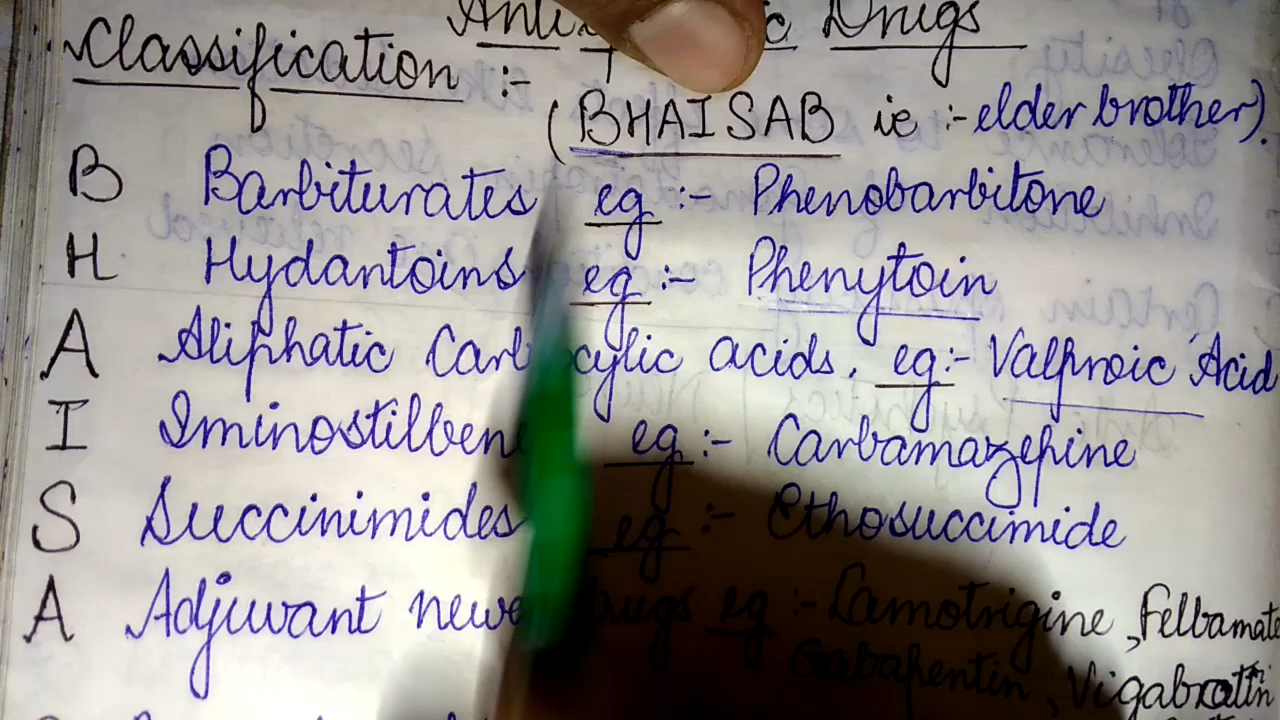 Drugs
Classification :-
(BHAISAB ie :- elder brother).
B Barbiturates eg :- Phenobarbitone
H Hydantoins eg :- Phenytoin
A Aliphatic acids. eg:- Valproic Acid
I eg :- Carbamazepine
S Succinimides eg :- Ethosuccimide
A Adjuvant eg :- Lamotrigine, Felbamate
Gabapentin, Vigabratin